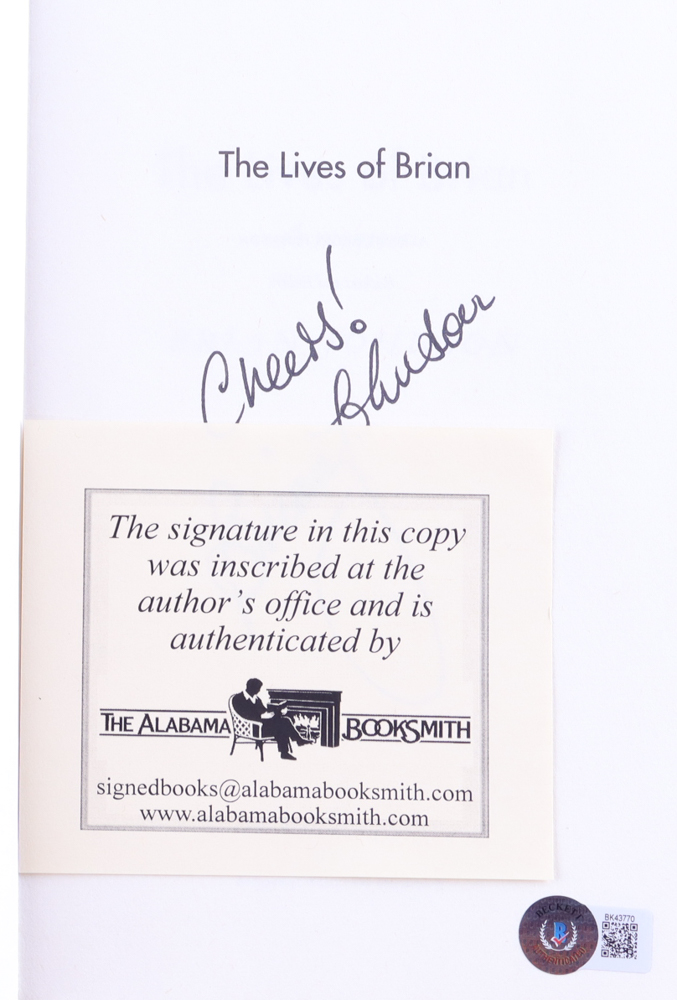 The Lives of Brian
Cheers!
The signature in this copy
was inscribed at the
author's office and is
authenticated by
THE ALABAMA BOOKSMITH
signedbooks@alabamabooksmith.com
www.alabamabooksmith.com
BECKETT
BK43770
B